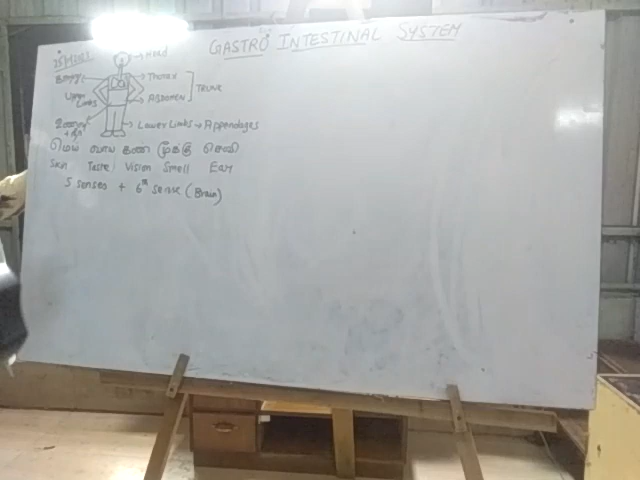 GASTRO INTESTINAL SYSTEM
Head
Thorax
Upper Limbs
ABDOMEN
TRUNK
Lower Limbs → Appendages
மெய் வாய் கண் மூக்கு செவி
Skin Taste Vision Smell Ear
5 senses + 6th sense (Brain)